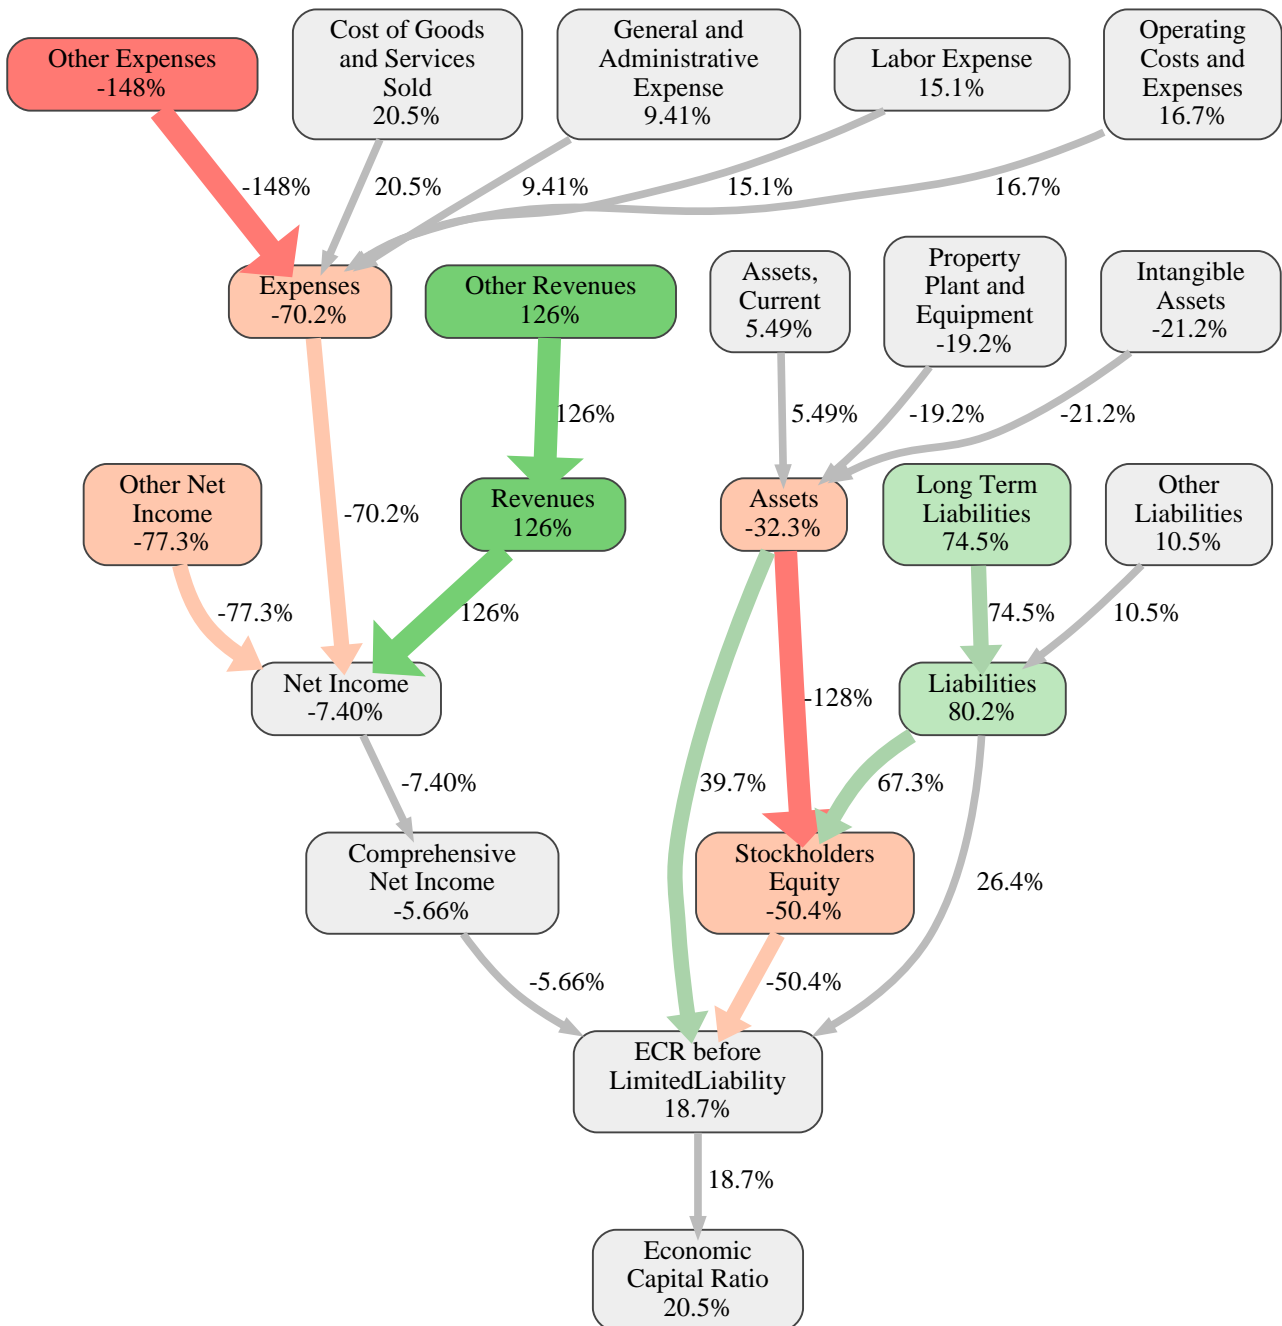 Other Expenses
-148%
Cost of Goods
and Services
Sold
20.5%
General and
Administrative
Expense
9.41%
Labor Expense
15.1%
Operating
Costs and
Expenses
16.7%
-148%
20.5%
9.41%
15.1%
16.7%
Expenses
-70.2%
Other Revenues
126%
Assets,
Current
5.49%
Property
Plant and
Equipment
-19.2%
Intangible
Assets
-21.2%
126%
5.49%
-19.2%
-21.2%
Other Net
Income
-77.3%
-70.2%
Revenues
126%
Assets
-32.3%
Long Term
Liabilities
74.5%
Other
Liabilities
10.5%
-77.3%
126%
74.5%
10.5%
Net Income
-7.40%
-128%
Liabilities
80.2%
-7.40%
39.7%
67.3%
Comprehensive
Net Income
-5.66%
Stockholders
Equity
-50.4%
26.4%
-5.66%
-50.4%
ECR before
LimitedLiability
18.7%
18.7%
Economic
Capital Ratio
20.5%